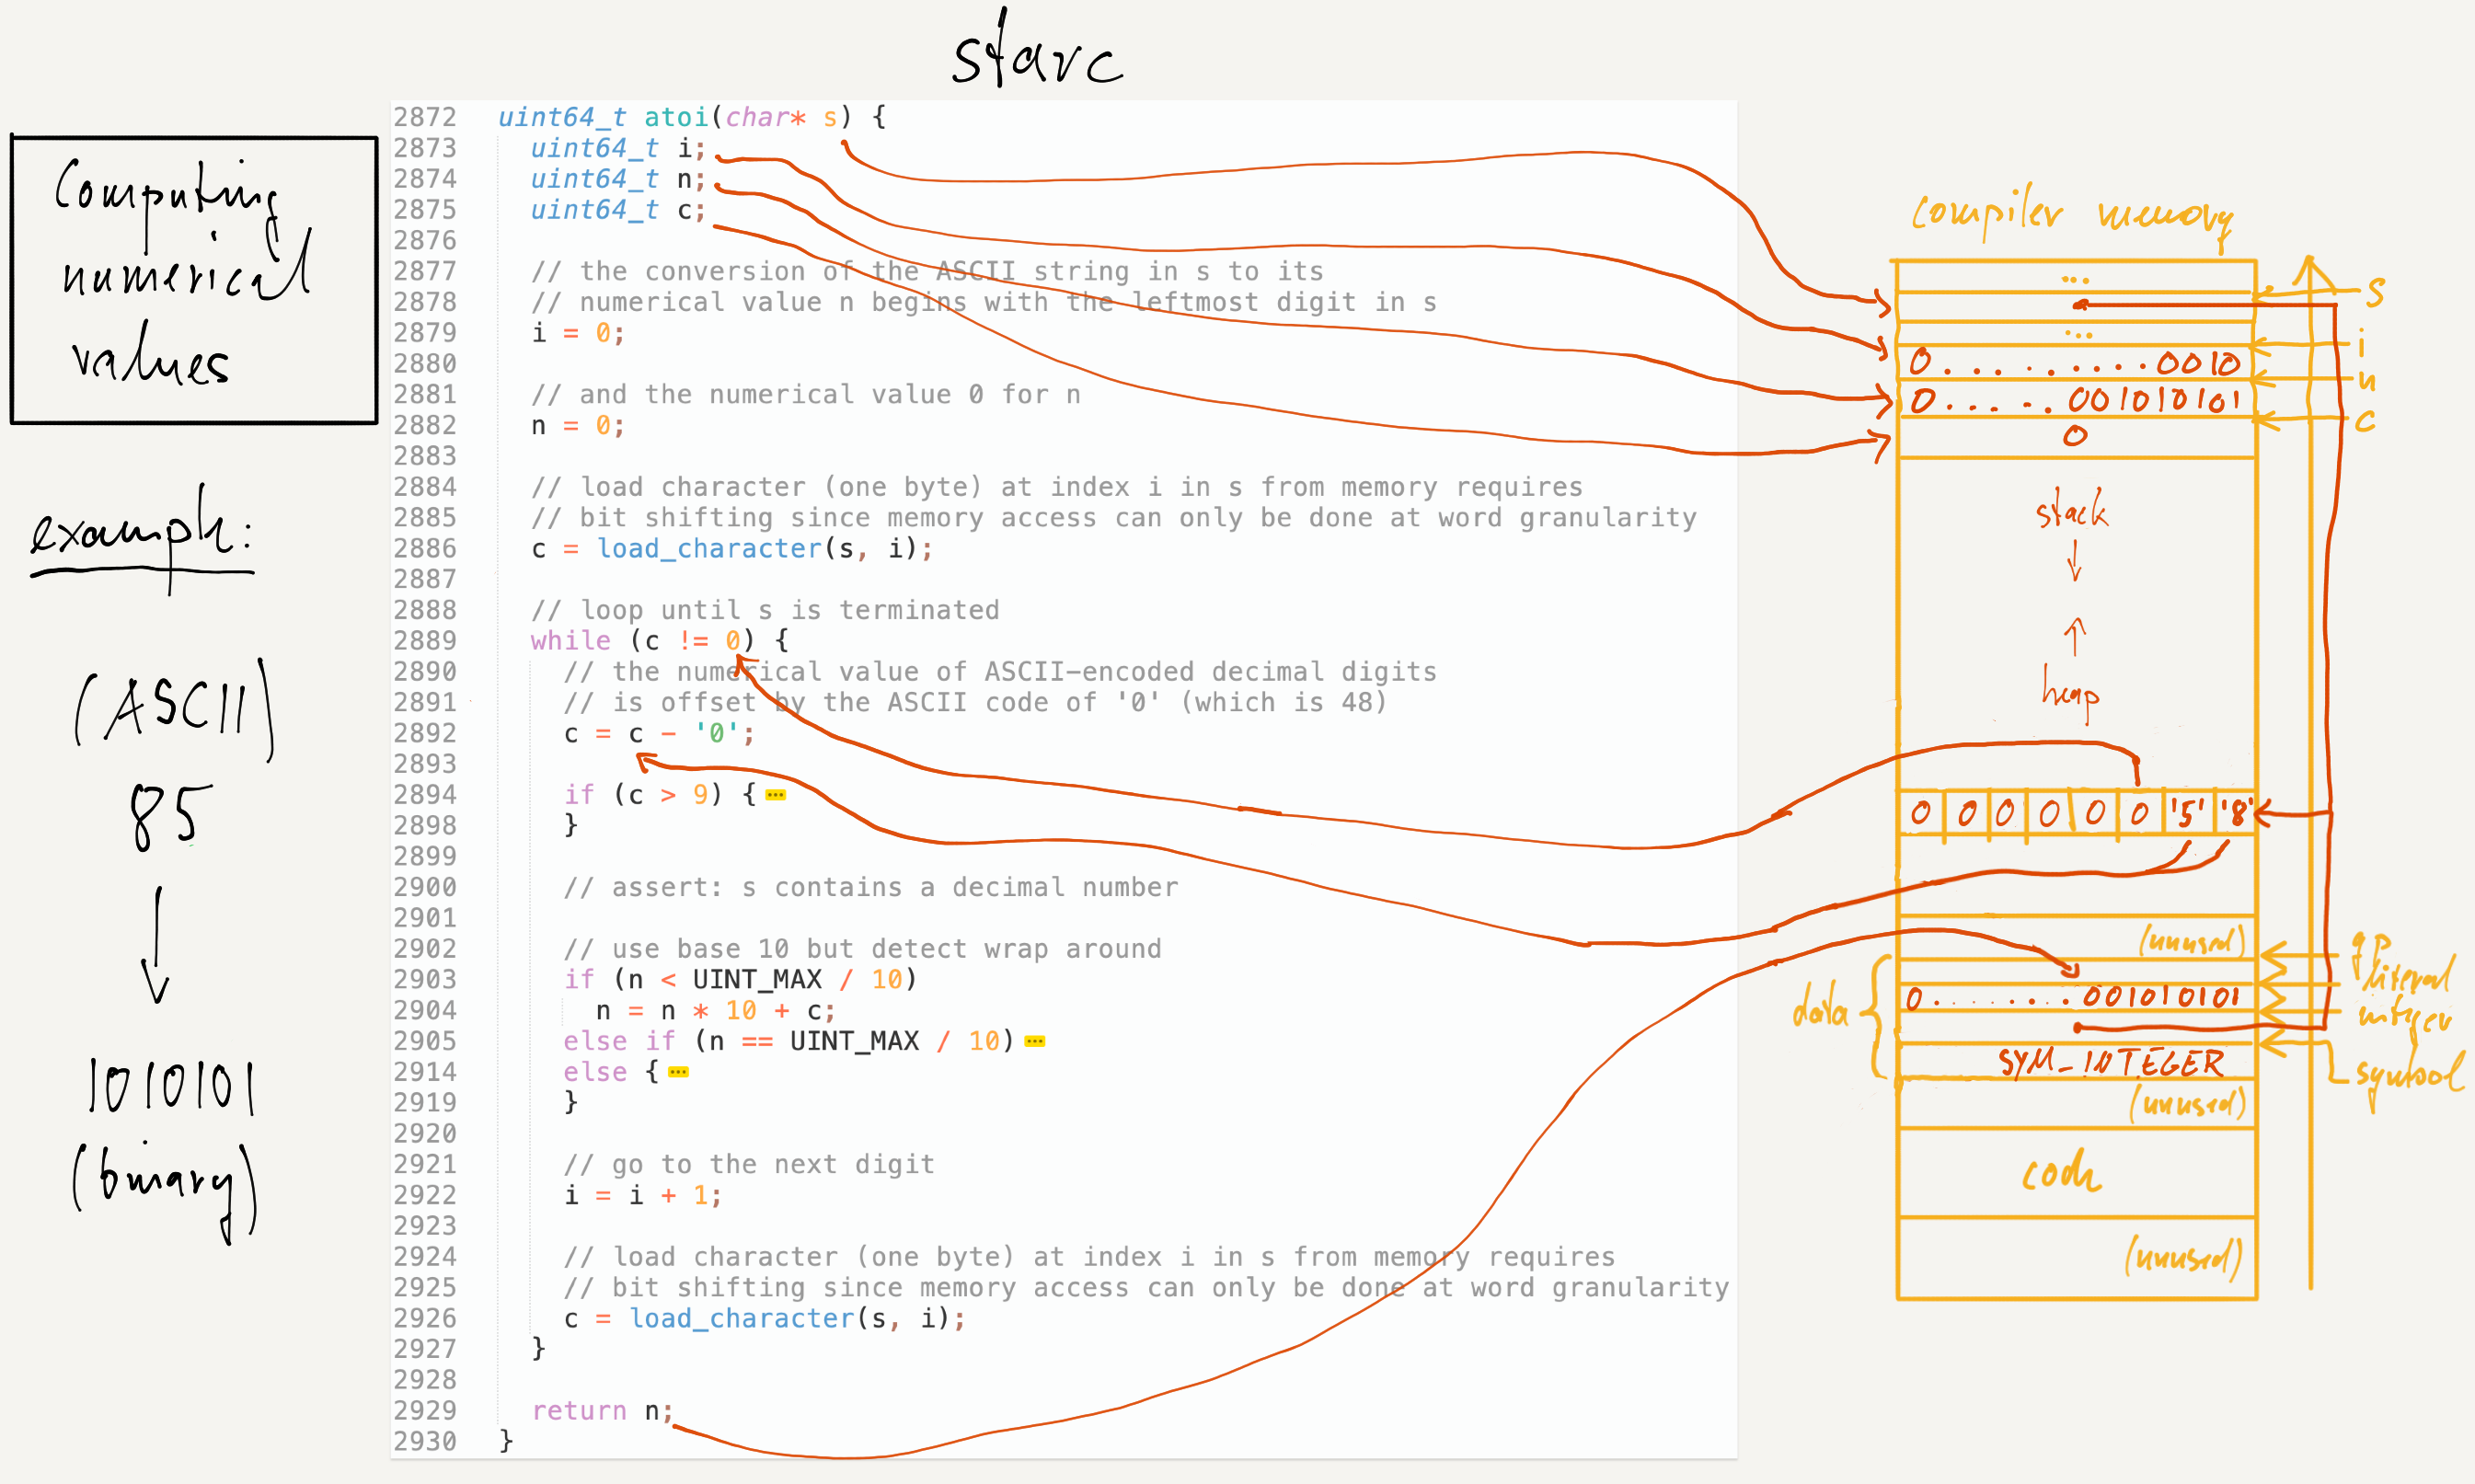 starc
Computing
numerical
values
example:
(ASCII)
85
1010101
(binary)
2872 uint64_t atoi(char* s) {
2873   uint64_t i;
2874   uint64_t n;
2875   uint64_t c;
2876
2877   // the conversion of the ASCII string in s to its
2878   // numerical value n begins with the leftmost digit in s
2879   i = 0;
2880
2881   // and the numerical value 0 for n
2882   n = 0;
2883
2884   // load character (one byte) at index i in s from memory requires
2885   // bit shifting since memory access can only be done at word granularity
2886   c = load_character(s, i);
2887
2888   // loop until s is terminated
2889   while (c != 0) {
2890     // the numerical value of ASCII-encoded decimal digits
2891     // is offset by the ASCII code of '0' (which is 48)
2892     c = c - '0';
2893
2894     if (c > 9) { ...
2898     }
2899
2900     // assert: s contains a decimal number
2901
2902     // use base 10 but detect wrap around
2903     if (n < UINT_MAX / 10)
2904       n = n * 10 + c;
2905     else if (n == UINT_MAX / 10) ...
2914     else { ...
2919     }
2920
2921     // go to the next digit
2922     i = i + 1;
2923
2924     // load character (one byte) at index i in s from memory requires
2925     // bit shifting since memory access can only be done at word granularity
2926     c = load_character(s, i);
2927   }
2928
2929   return n;
2930 }
compiler memory
...
s
...
i
0.........0010
n
0.....001010101
c
0
stack
heap
0 0 0 0 0 0 '5' '8'
(unused)
gp
literal
data
0........001010101
integer
SYM_INTEGER
symbol
(unused)
code
(unused)